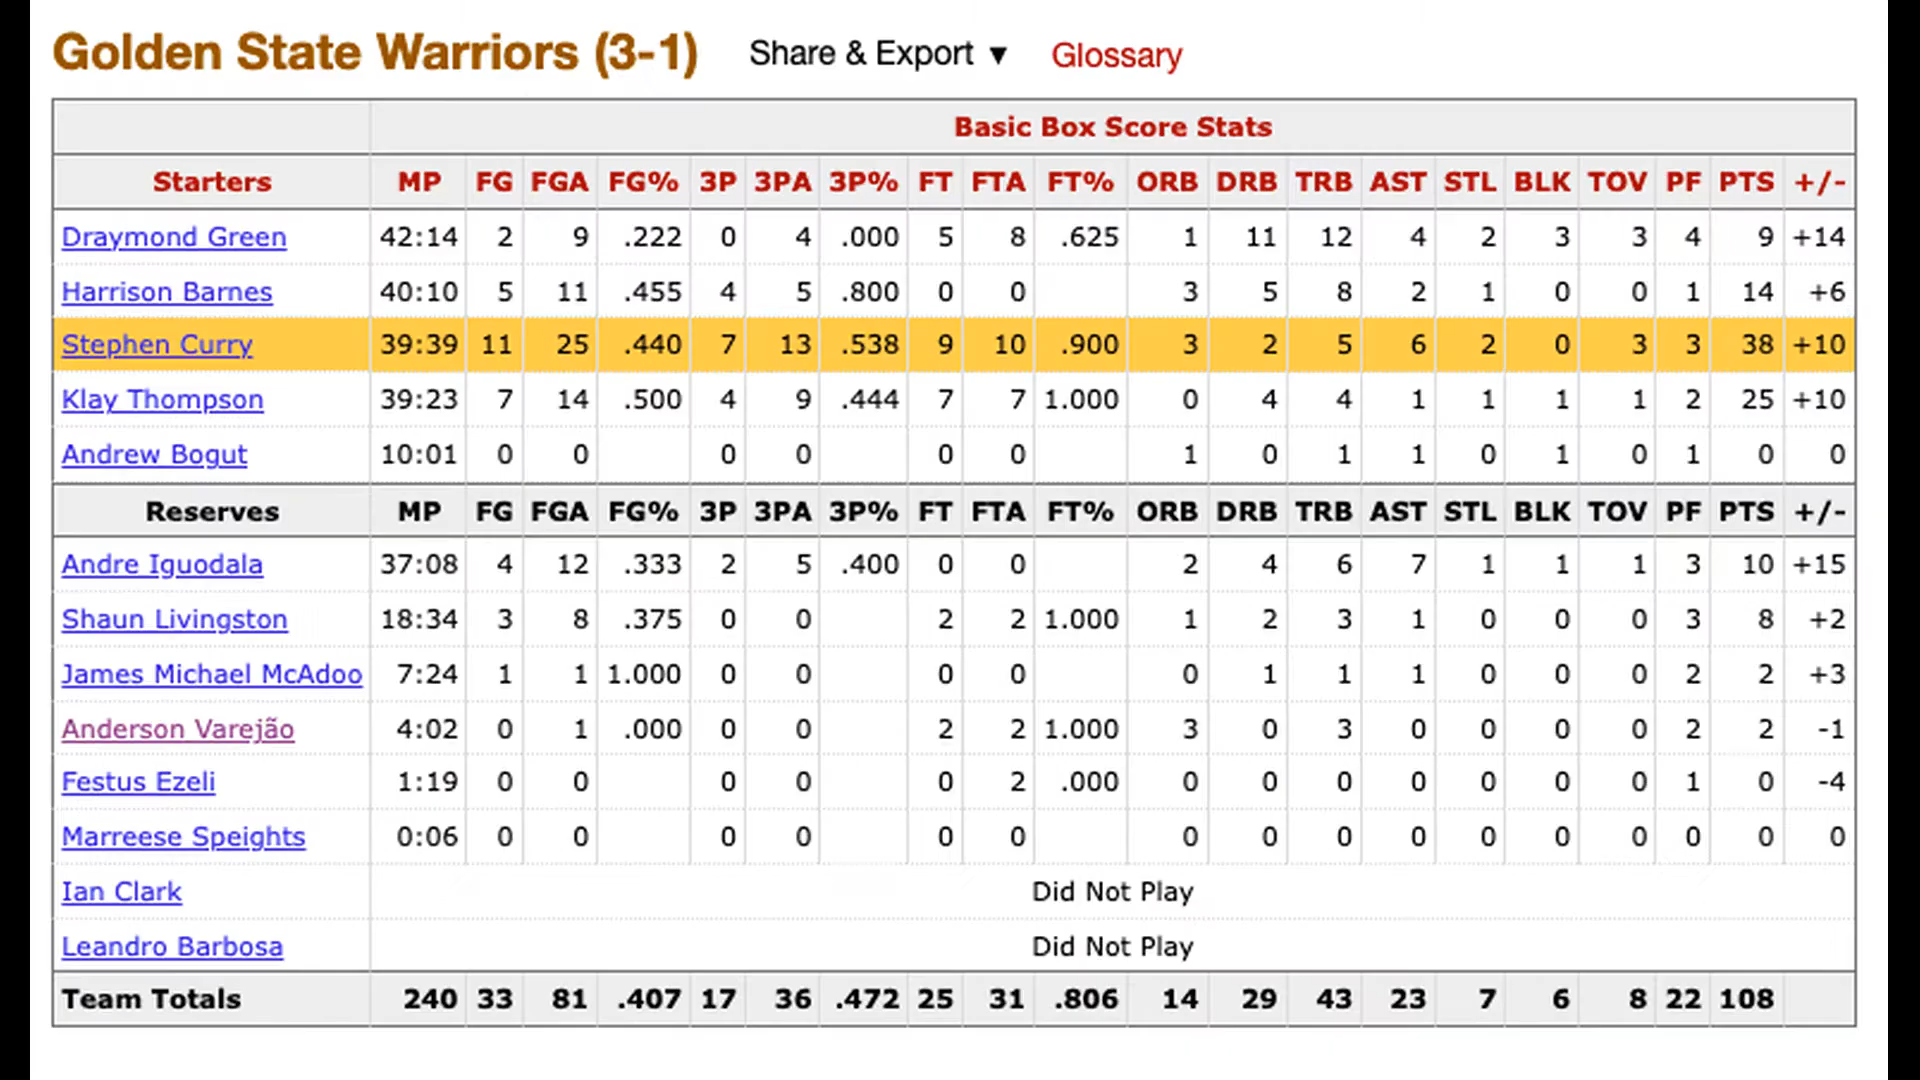 Golden State Warriors (3-1) Share & Export ▼ Glossary
Basic Box Score Stats
Starters MP FG FGA FG% 3P 3PA 3P% FT FTA FT% ORB DRB TRB AST STL BLK TOV PF PTS +/-
Draymond Green 42:14 2 9 .222 0 4 .000 5 8 .625 1 11 12 4 2 3 3 4 9 +14
Harrison Barnes 40:10 5 11 .455 4 5 .800 0 0 3 5 8 2 1 0 0 1 14 +6
Stephen Curry 39:39 11 25 .440 7 13 .538 9 10 .900 3 2 5 6 2 0 3 3 38 +10
Klay Thompson 39:23 7 14 .500 4 9 .444 7 7 1.000 0 4 4 1 1 1 1 2 25 +10
Andrew Bogut 10:01 0 0 0 0 0 0 1 0 1 1 0 1 0 1 0 0
Reserves MP FG FGA FG% 3P 3PA 3P% FT FTA FT% ORB DRB TRB AST STL BLK TOV PF PTS +/-
Andre Iguodala 37:08 4 12 .333 2 5 .400 0 0 2 4 6 7 1 1 1 3 10 +15
Shaun Livingston 18:34 3 8 .375 0 0 2 2 1.000 1 2 3 1 0 0 0 3 8 +2
James Michael McAdoo 7:24 1 1 1.000 0 0 0 0 0 1 1 1 0 0 0 2 2 +3
Anderson Varejão 4:02 0 1 .000 0 0 2 2 1.000 3 0 3 0 0 0 0 2 2 -1
Festus Ezeli 1:19 0 0 0 0 0 2 .000 0 0 0 0 0 0 0 1 0 -4
Marreese Speights 0:06 0 0 0 0 0 0 0 0 0 0 0 0 0 0 0 0
Ian Clark Did Not Play
Leandro Barbosa Did Not Play
Team Totals 240 33 81 .407 17 36 .472 25 31 .806 14 29 43 23 7 6 8 22 108